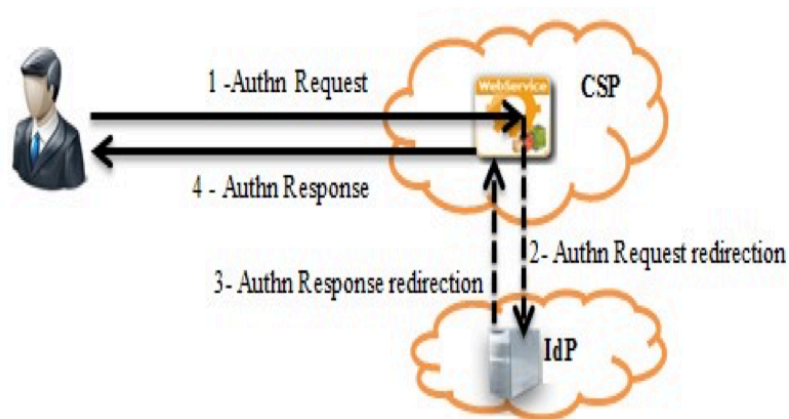 1 -Authn Request
WebService
CSP
4 - Authn Response
2- Authn Request redirection
3- Authn Response redirection
IdP